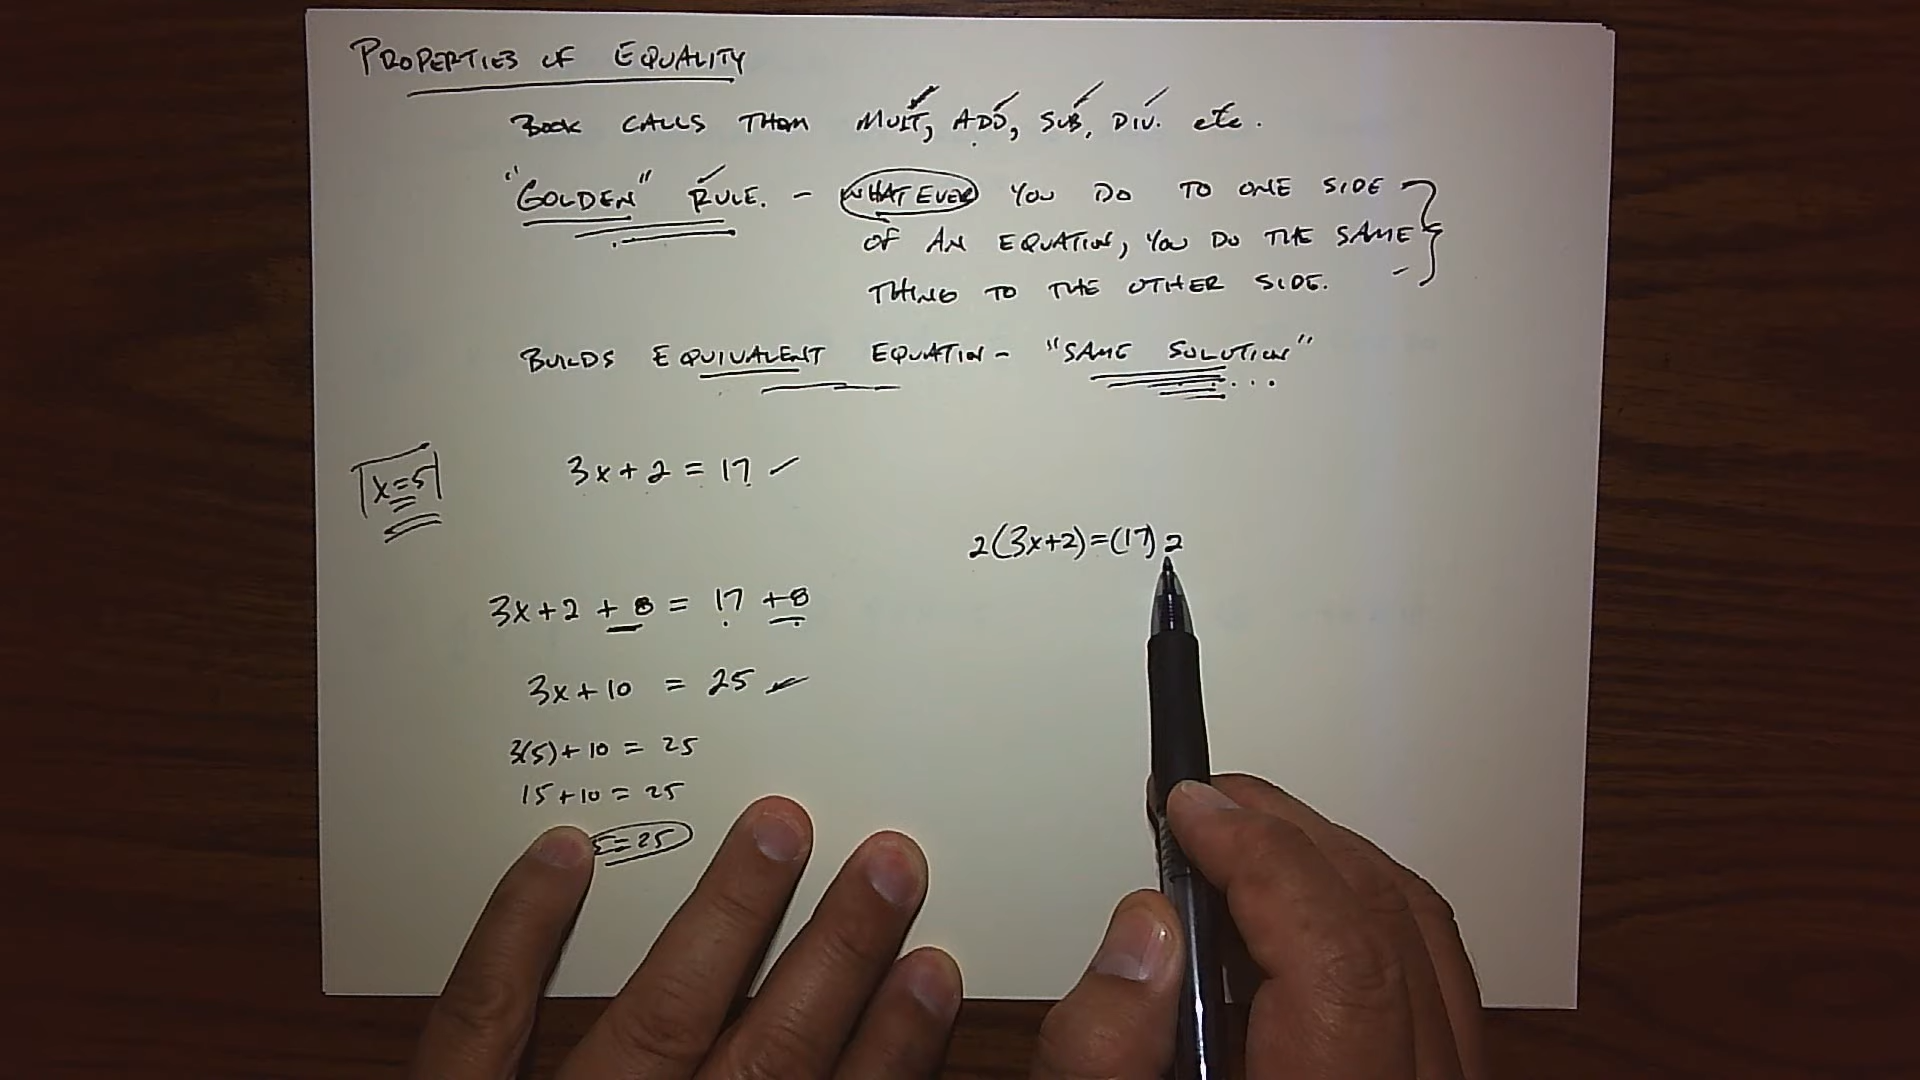 PROPERTIES OF EQUALITY
BOOK CALLS THEM MULT, ADD, SUB, DIV. etc.
"GOLDEN" RULE. - WHATEVER YOU DO TO ONE SIDE
OF AN EQUATION, YOU DO THE SAME
THING TO THE OTHER SIDE.
BUILDS EQUIVALENT EQUATION - "SAME SOLUTION"
x=5
3x+2=17
3x+2+8=17+8
3x+10=25
3(5)+10=25
15+10=25
5=25
2(3x+2)=(17)2